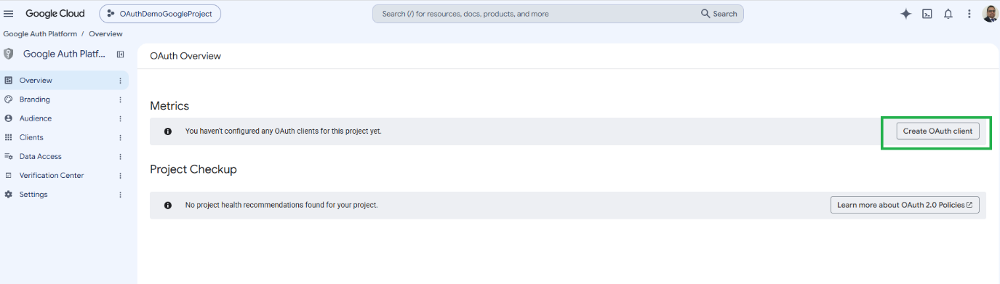 Google Cloud OAuthDemoGoogleProject Search (/) for resources, docs, products, and more Search
Google Auth Platform / Overview
Google Auth Platf...
OAuth Overview
Overview
Branding
Audience
Clients
Data Access
Verification Center
Settings
Metrics
You haven't configured any OAuth clients for this project yet. Create OAuth client
Project Checkup
No project health recommendations found for your project. Learn more about OAuth 2.0 Policies